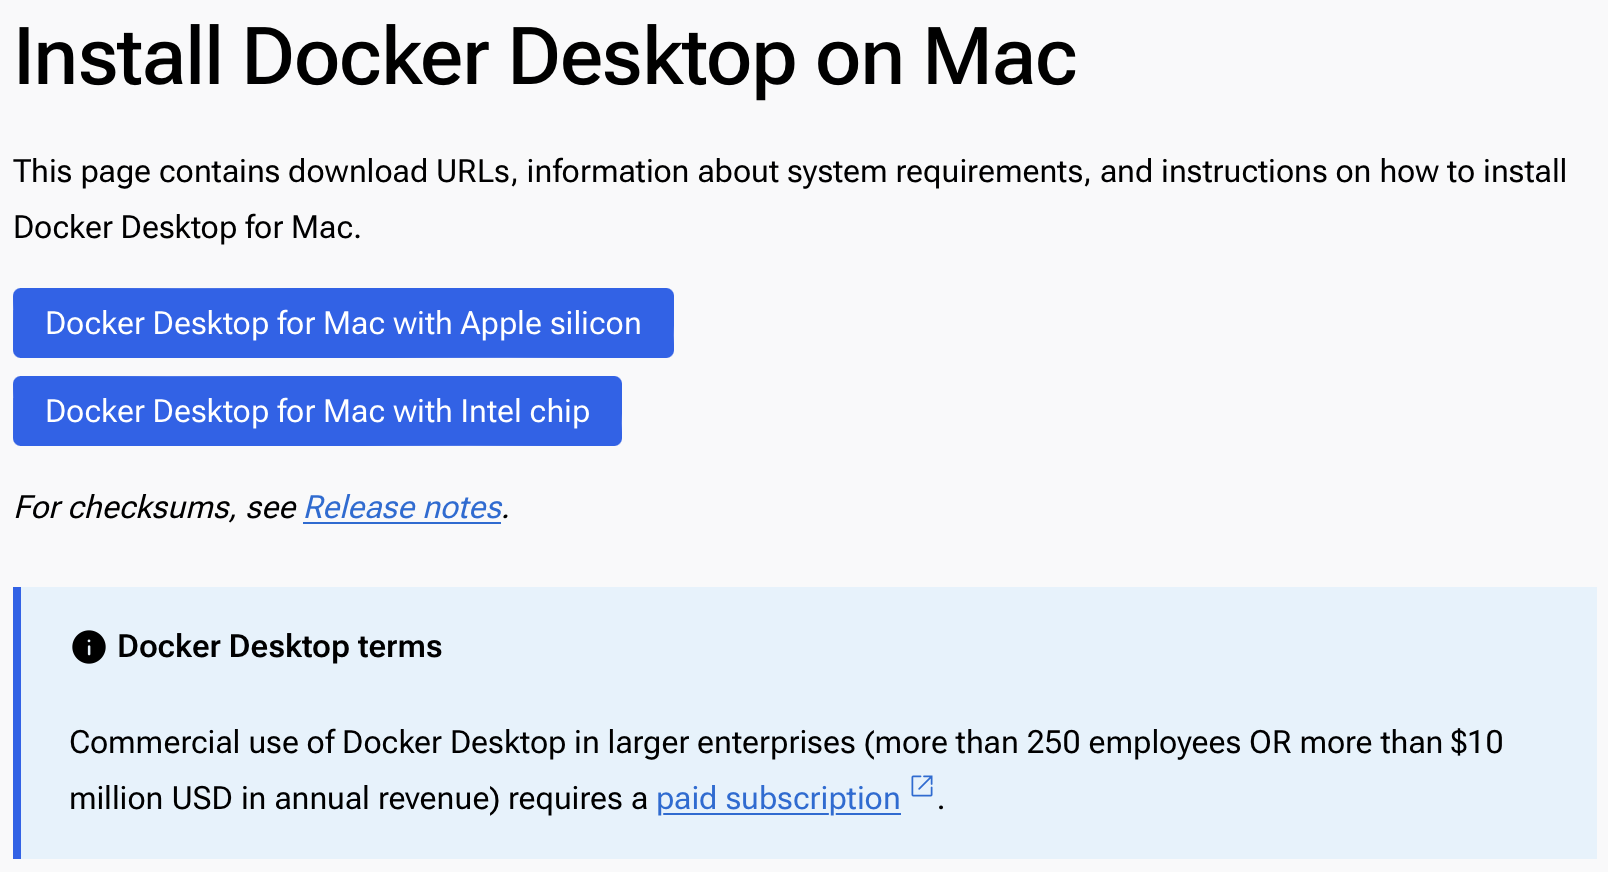 Install Docker Desktop on Mac
This page contains download URLs, information about system requirements, and instructions on how to install
Docker Desktop for Mac.
Docker Desktop for Mac with Apple silicon
Docker Desktop for Mac with Intel chip
For checksums, see Release notes.
Docker Desktop terms
Commercial use of Docker Desktop in larger enterprises (more than 250 employees OR more than $10
million USD in annual revenue) requires a paid subscription.